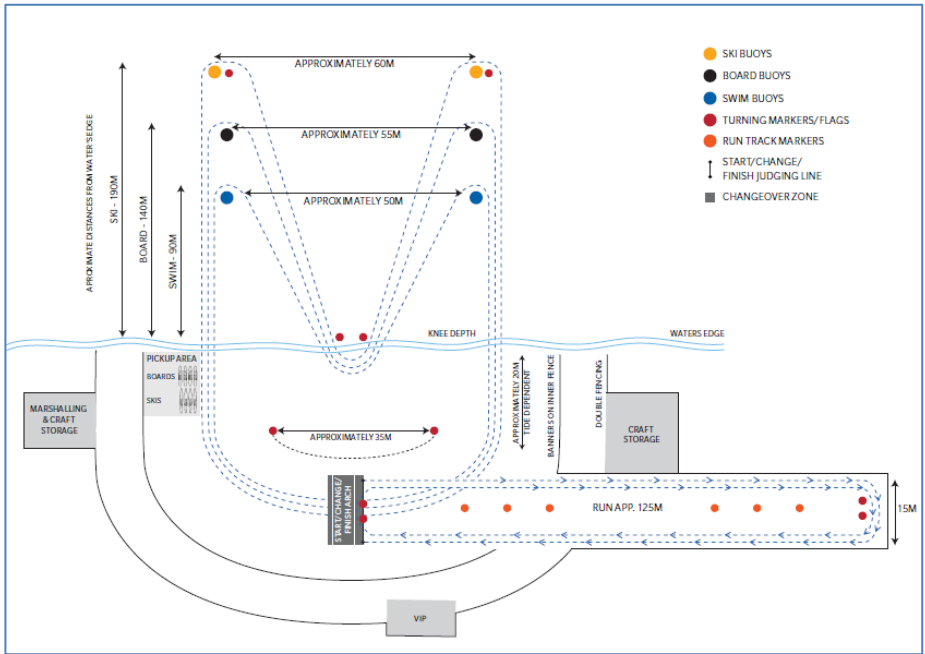 APPROXIMATELY 60M
APPROXIMATELY 55M
APPROXIMATELY 50M
SKI BUOYS
BOARD BUOYS
SWIM BUOYS
TURNING MARKERS/FLAGS
RUN TRACK MARKERS
START/CHANGE/
FINISH JUDGING LINE
CHANGEOVER ZONE
APROXIMATE DISTANCES FROM WATER'S EDGE
SKI - 190M
BOARD - 140M
SWIM - 90M
KNEE DEPTH
WATERS EDGE
PICKUP AREA
BOARDS
SKIS
MARSHALLING
& CRAFT
STORAGE
APPROXIMATELY 35M
APPROXIMATELY 20M
TIDE DEPENDENT
BANNERS ON INNER FENCE
DOUBLE FENCING
CRAFT
STORAGE
START/CHANGE/
FINISH ARCH
RUN APP. 125M
15M
VIP